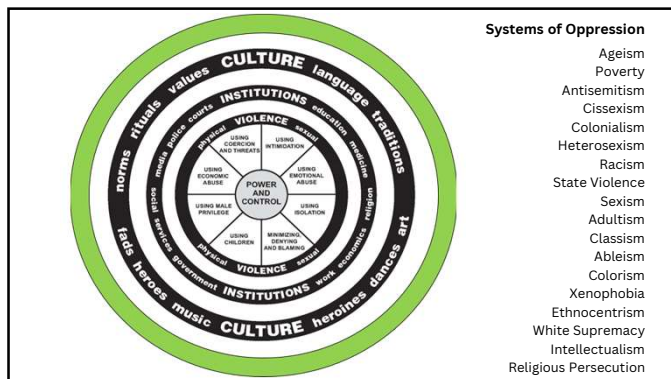 Systems of Oppression
Ageism
Poverty
Antisemitism
Cissexism
Colonialism
Heterosexism
Racism
State Violence
Sexism
Adultism
Classism
Ableism
Colorism
Xenophobia
Ethnocentrism
White Supremacy
Intellectualism
Religious Persecution
norms rituals values CULTURE language traditions
fads heroes music CULTURE heroines dances art
media police courts INSTITUTIONS education medicine religion
social services government INSTITUTIONS work economics
physical VIOLENCE sexual
physical VIOLENCE sexual
USING
COERCION
AND THREATS
USING
INTIMIDATION
USING
ECONOMIC
ABUSE
USING
EMOTIONAL
ABUSE
POWER
AND
CONTROL
USING MALE
PRIVILEGE
USING
ISOLATION
USING
CHILDREN
MINIMIZING,
DENYING
AND BLAMING